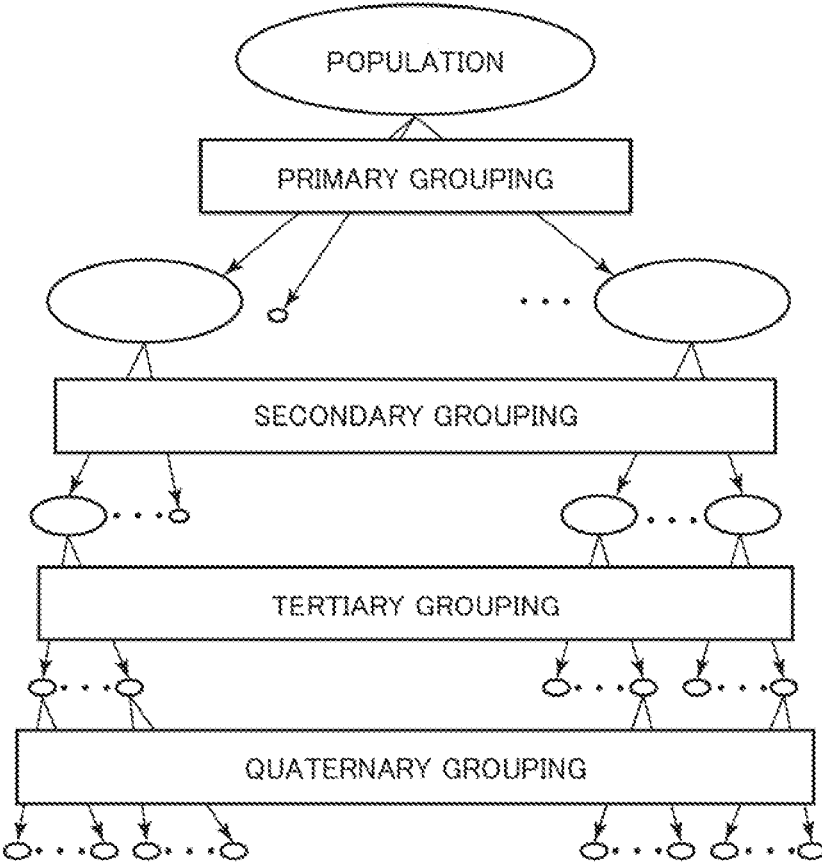 POPULATION
PRIMARY GROUPING
SECONDARY GROUPING
TERTIARY GROUPING
QUATERNARY GROUPING